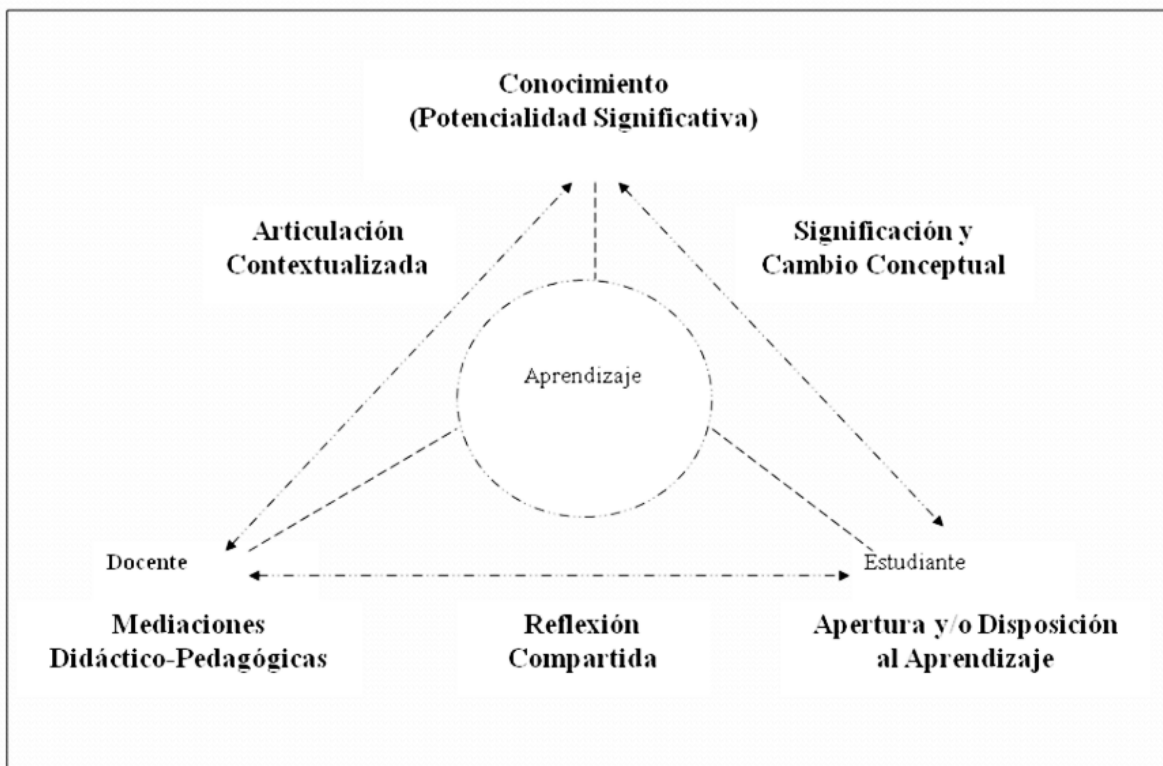 Conocimiento
(Potencialidad Significativa)
Articulación
Contextualizada
Significación y
Cambio Conceptual
Aprendizaje
Docente
Estudiante
Mediaciones
Didáctico-Pedagógicas
Reflexión
Compartida
Apertura y/o Disposición
al Aprendizaje